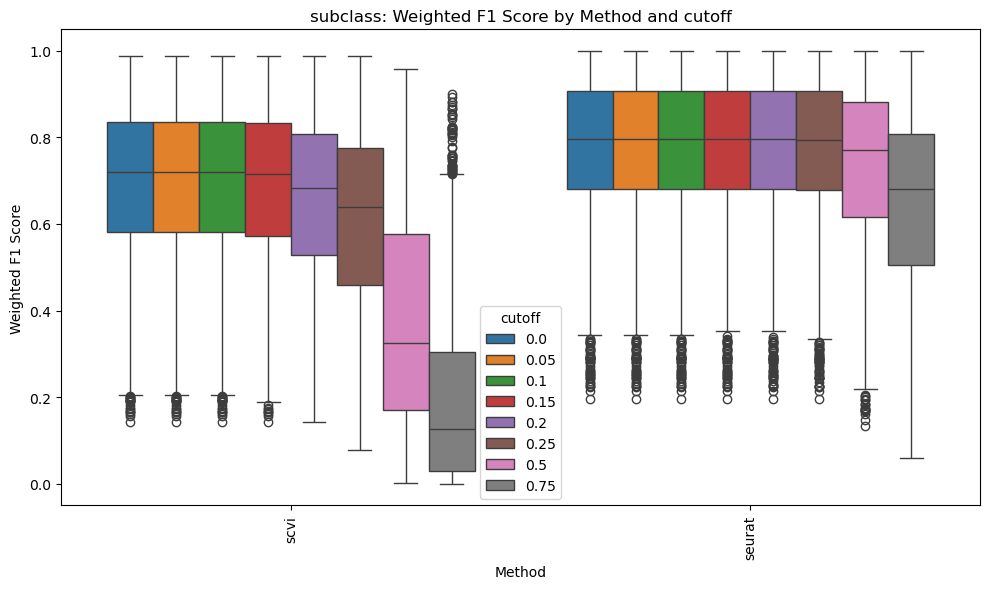 subclass: Weighted F1 Score by Method and cutoff
Weighted F1 Score
1.0
0.8
0.6
0.4
0.2
0.0
cutoff
0.0
0.05
0.1
0.15
0.2
0.25
0.5
0.75
scvi
seurat
Method